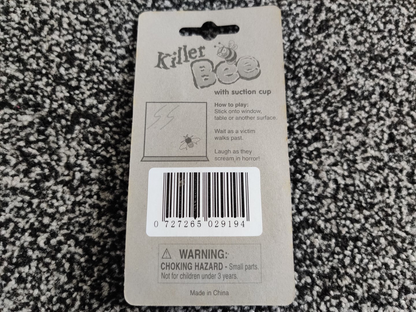 Killer
Bee
with suction cup
How to play:
Stick onto window,
table or another surface.
Wait as a victim
walks past.
Laugh as they
scream in horror!
0 727265 029194
WARNING:
CHOKING HAZARD - Small parts.
Not for children under 3 years.
Made in China